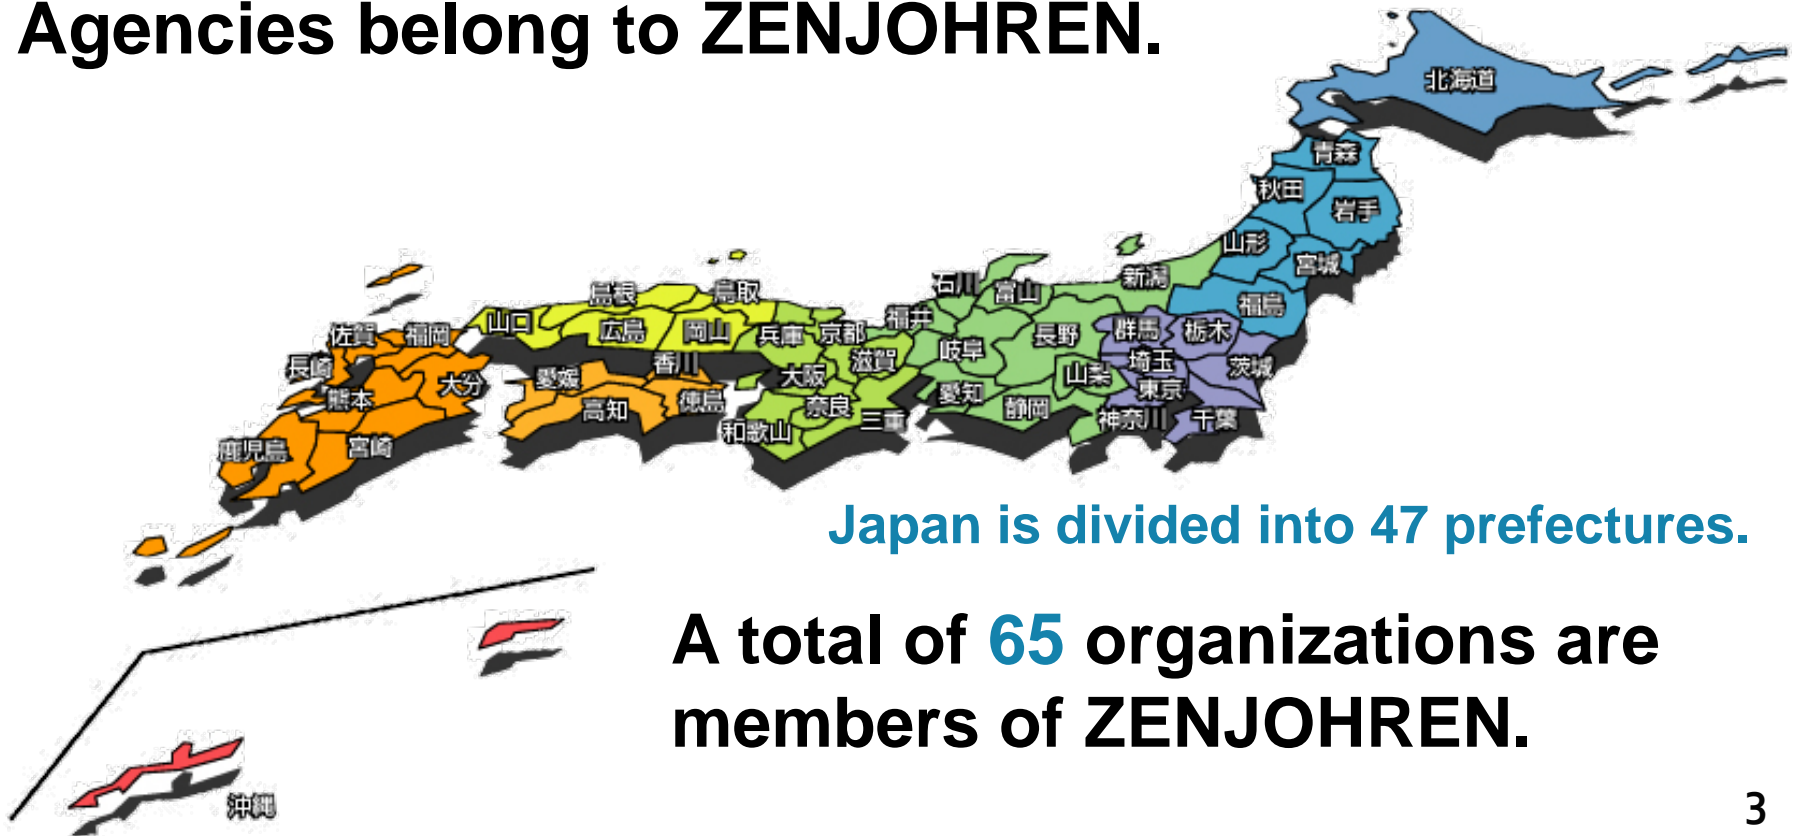 Agencies belong to ZENJOHREN.
北海道
青森
秋田
岩手
山形
宮城
新潟
石川
富山
福島
島根
鳥取
福井
山口
広島
岡山
兵庫
京都
長野
群馬
栃木
佐賀
福岡
岐阜
滋賀
埼玉
茨城
長崎
香川
大阪
山梨
東京
愛媛
大分
熊本
高知
徳島
奈良
愛知
静岡
神奈川
千葉
三重
和歌山
鹿児島
宮崎
Japan is divided into 47 prefectures.
A total of 65 organizations are
members of ZENJOHREN.
沖縄
3